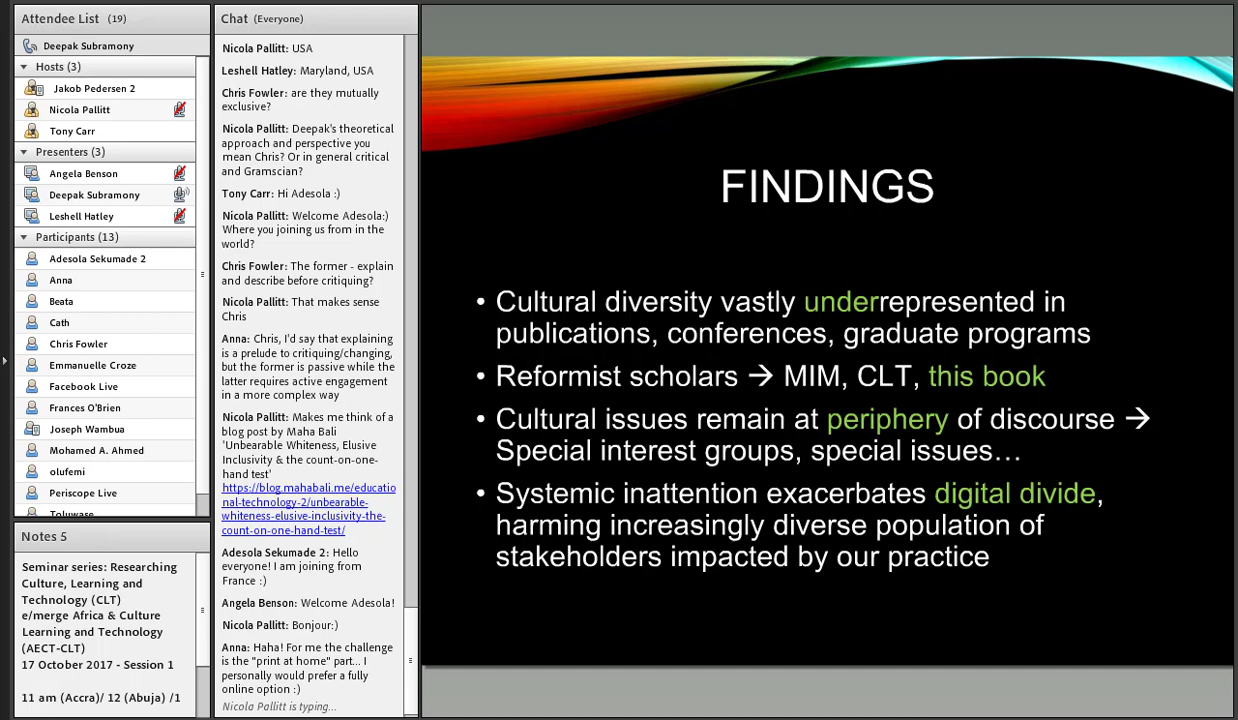 Attendee List (19)
Deepak Subramony
Hosts (3)
Jakob Pedersen 2
Nicola Pallitt
Tony Carr
Presenters (3)
Angela Benson
Deepak Subramony
Leshell Hatley
Participants (13)
Adesola Sekumade 2
Anna
Beata
Cath
Chris Fowler
Emmanuelle Croze
Facebook Live
Frances O'Brien
Joseph Wambua
Mohamed A. Ahmed
olufemi
Periscope Live
Toluwase
Notes 5
Seminar series: Researching
Culture, Learning and
Technology (CLT)
e/merge Africa & Culture
Learning and Technology
(AECT-CLT)
17 October 2017 - Session 1
11 am (Accra)/ 12 (Abuja) /1
Chat (Everyone)
Nicola Pallitt: USA
Leshell Hatley: Maryland, USA
Chris Fowler: are they mutually
exclusive?
Nicola Pallitt: Deepak's theoretical
approach and perspective you
mean Chris? Or in general critical
and Gramscian?
Tony Carr: Hi Adesola :)
Nicola Pallitt: Welcome Adesola:)
Where you joining us from in the
world?
Chris Fowler: The former - explain
and describe before critiquing?
Nicola Pallitt: That makes sense
Chris
Anna: Chris, I'd say that explaining
is a prelude to critiquing/changing,
but the former is passive while the
latter requires active engagement
in a more complex way
Nicola Pallitt: Makes me think of a
blog post by Maha Bali
'Unbearable Whiteness, Elusive
Inclusivity & the count-on-one-
hand test'
https://blog.mahabali.me/educatio
nal-technology-2/unbearable-
whiteness-elusive-inclusivity-the-
count-on-one-hand-test/
Adesola Sekumade 2: Hello
everyone! I am joining from
France :)
Angela Benson: Welcome Adesola!
Nicola Pallitt: Bonjour:)
Anna: Haha! For me the challenge
is the "print at home" part... I
personally would prefer a fully
online option :)
Nicola Pallitt is typing...
FINDINGS
• Cultural diversity vastly underrepresented in
publications, conferences, graduate programs
• Reformist scholars → MIM, CLT, this book
• Cultural issues remain at periphery of discourse →
Special interest groups, special issues…
• Systemic inattention exacerbates digital divide,
harming increasingly diverse population of
stakeholders impacted by our practice